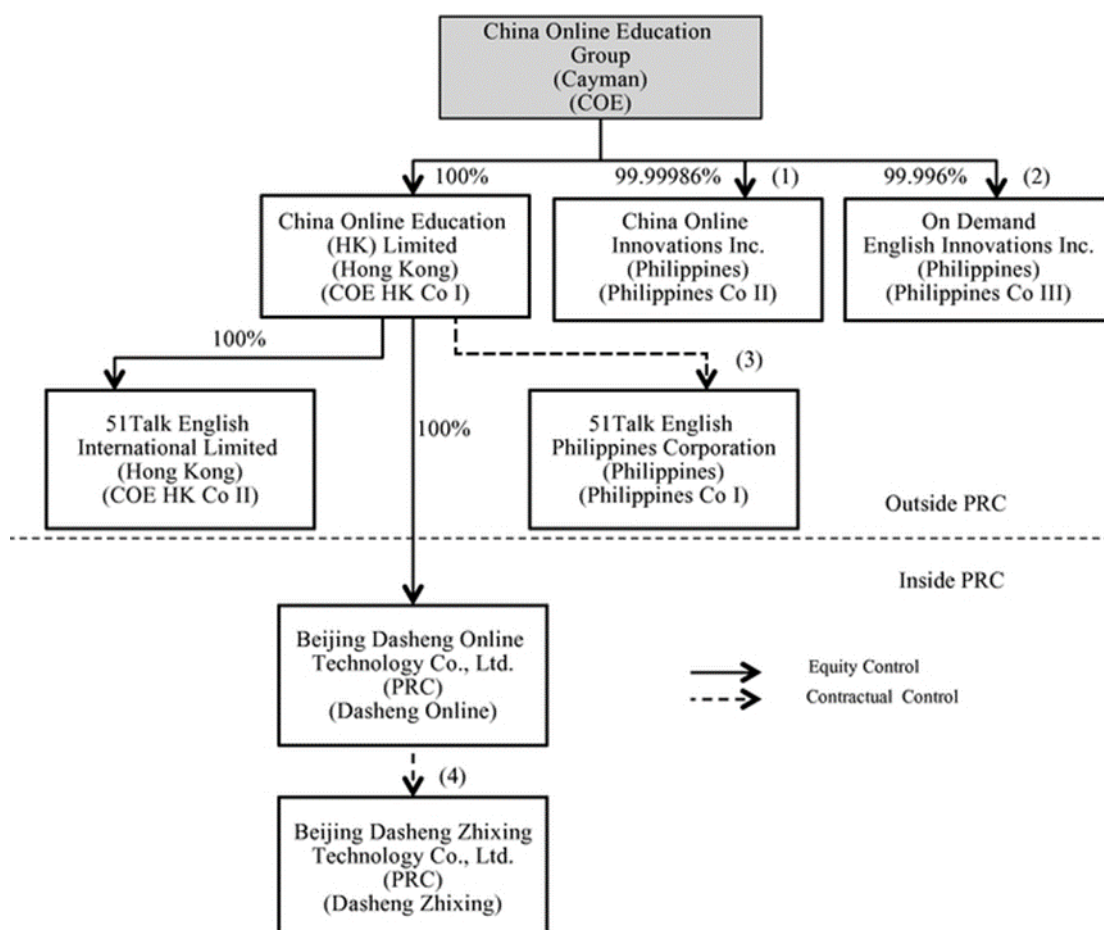 China Online Education
Group
(Cayman)
(COE)
100%
99.99986%
(1)
99.996%
(2)
China Online Education
(HK) Limited
(Hong Kong)
(COE HK Co I)
China Online
Innovations Inc.
(Philippines)
(Philippines Co II)
On Demand
English Innovations Inc.
(Philippines)
(Philippines Co III)
100%
(3)
51Talk English
International Limited
(Hong Kong)
(COE HK Co II)
100%
51Talk English
Philippines Corporation
(Philippines)
(Philippines Co I)
Outside PRC
Inside PRC
Beijing Dasheng Online
Technology Co., Ltd.
(PRC)
(Dasheng Online)
Equity Control
Contractual Control
(4)
Beijing Dasheng Zhixing
Technology Co., Ltd.
(PRC)
(Dasheng Zhixing)